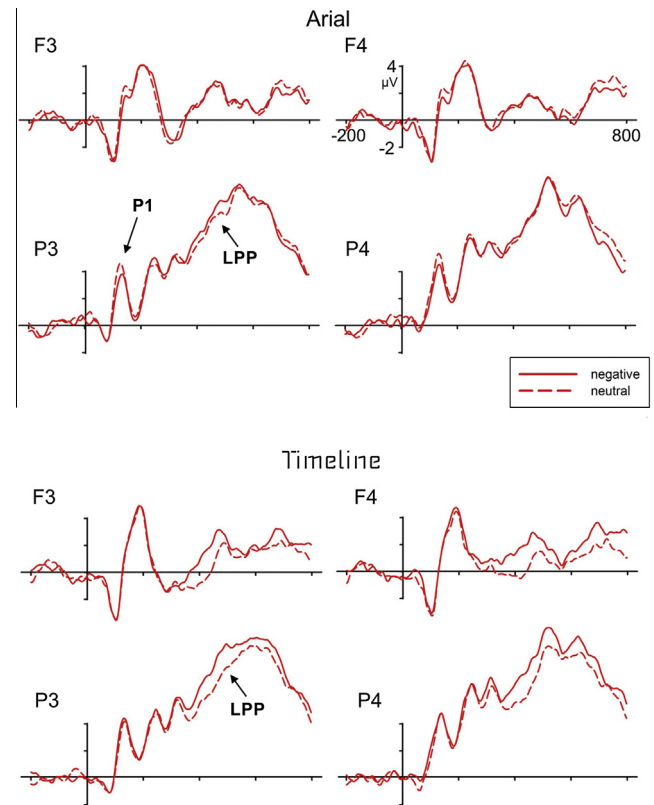 Arial
F3
F4
4
µV
-200
800
-2
P1
P3
LPP
P4
negative
neutral
Timeline
F3
F4
P3
LPP
P4